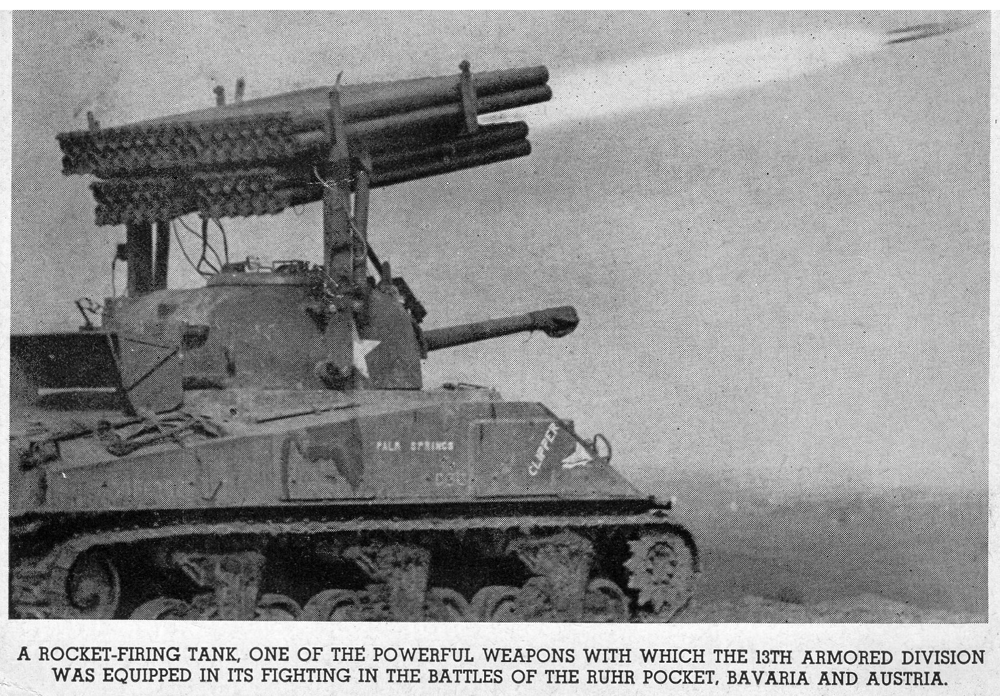 PALM SPRINGS
CLIPPER
A ROCKET-FIRING TANK, ONE OF THE POWERFUL WEAPONS WITH WHICH THE 13TH ARMORED DIVISION
WAS EQUIPPED IN ITS FIGHTING IN THE BATTLES OF THE RUHR POCKET, BAVARIA AND AUSTRIA.